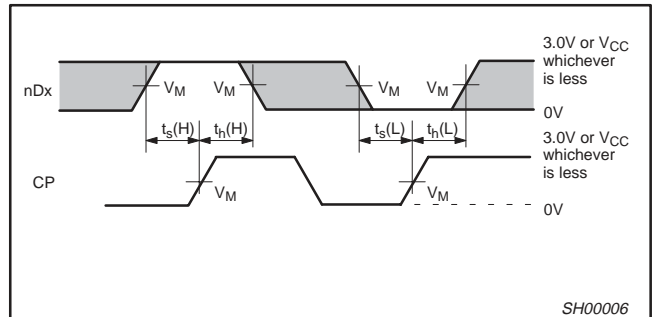 3.0V or VCC
whichever
is less
nDx
VM
VM
VM
VM
0V
ts(H)
th(H)
ts(L)
th(L)
3.0V or VCC
whichever
is less
CP
VM
VM
0V
SH00006